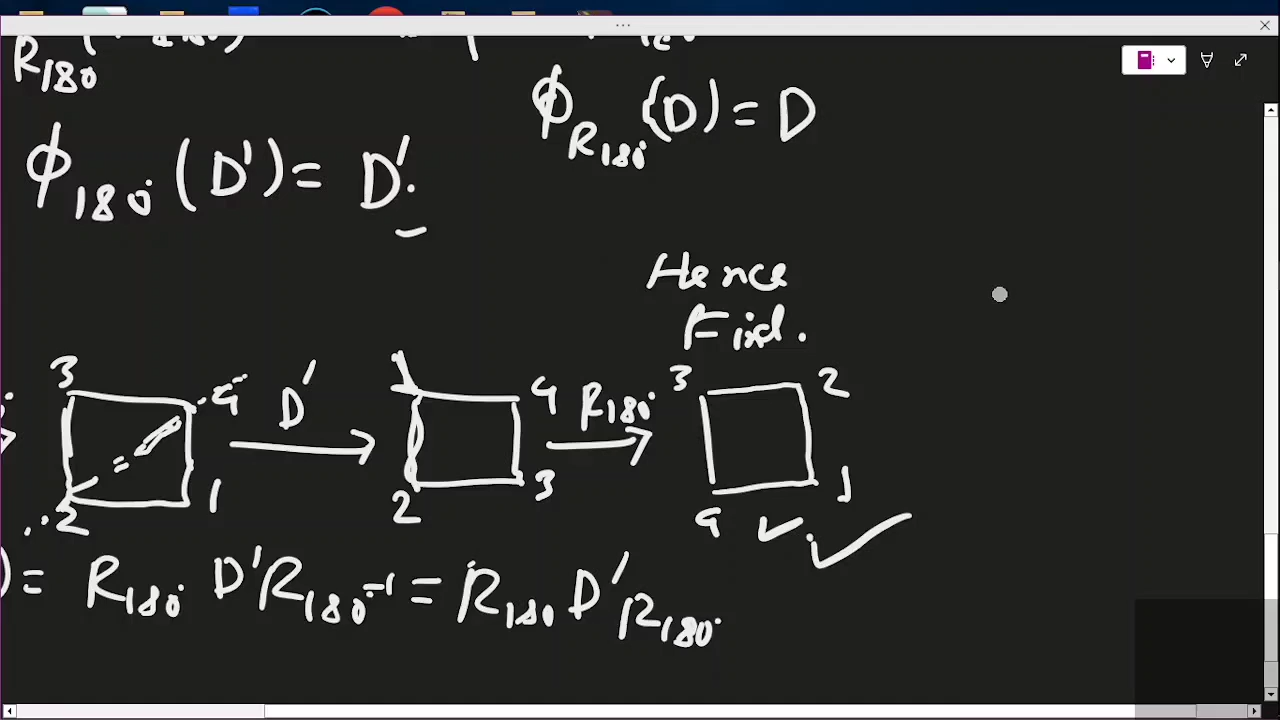 R180
ϕR180° (D) = D
ϕ180° (D') = D'.
Hence
Fixd.
3 4 D' 1 4 R180° 3 2
2 1 2 3 4 1
) = R180° D' R180°⁻¹ = R180 D' R180°